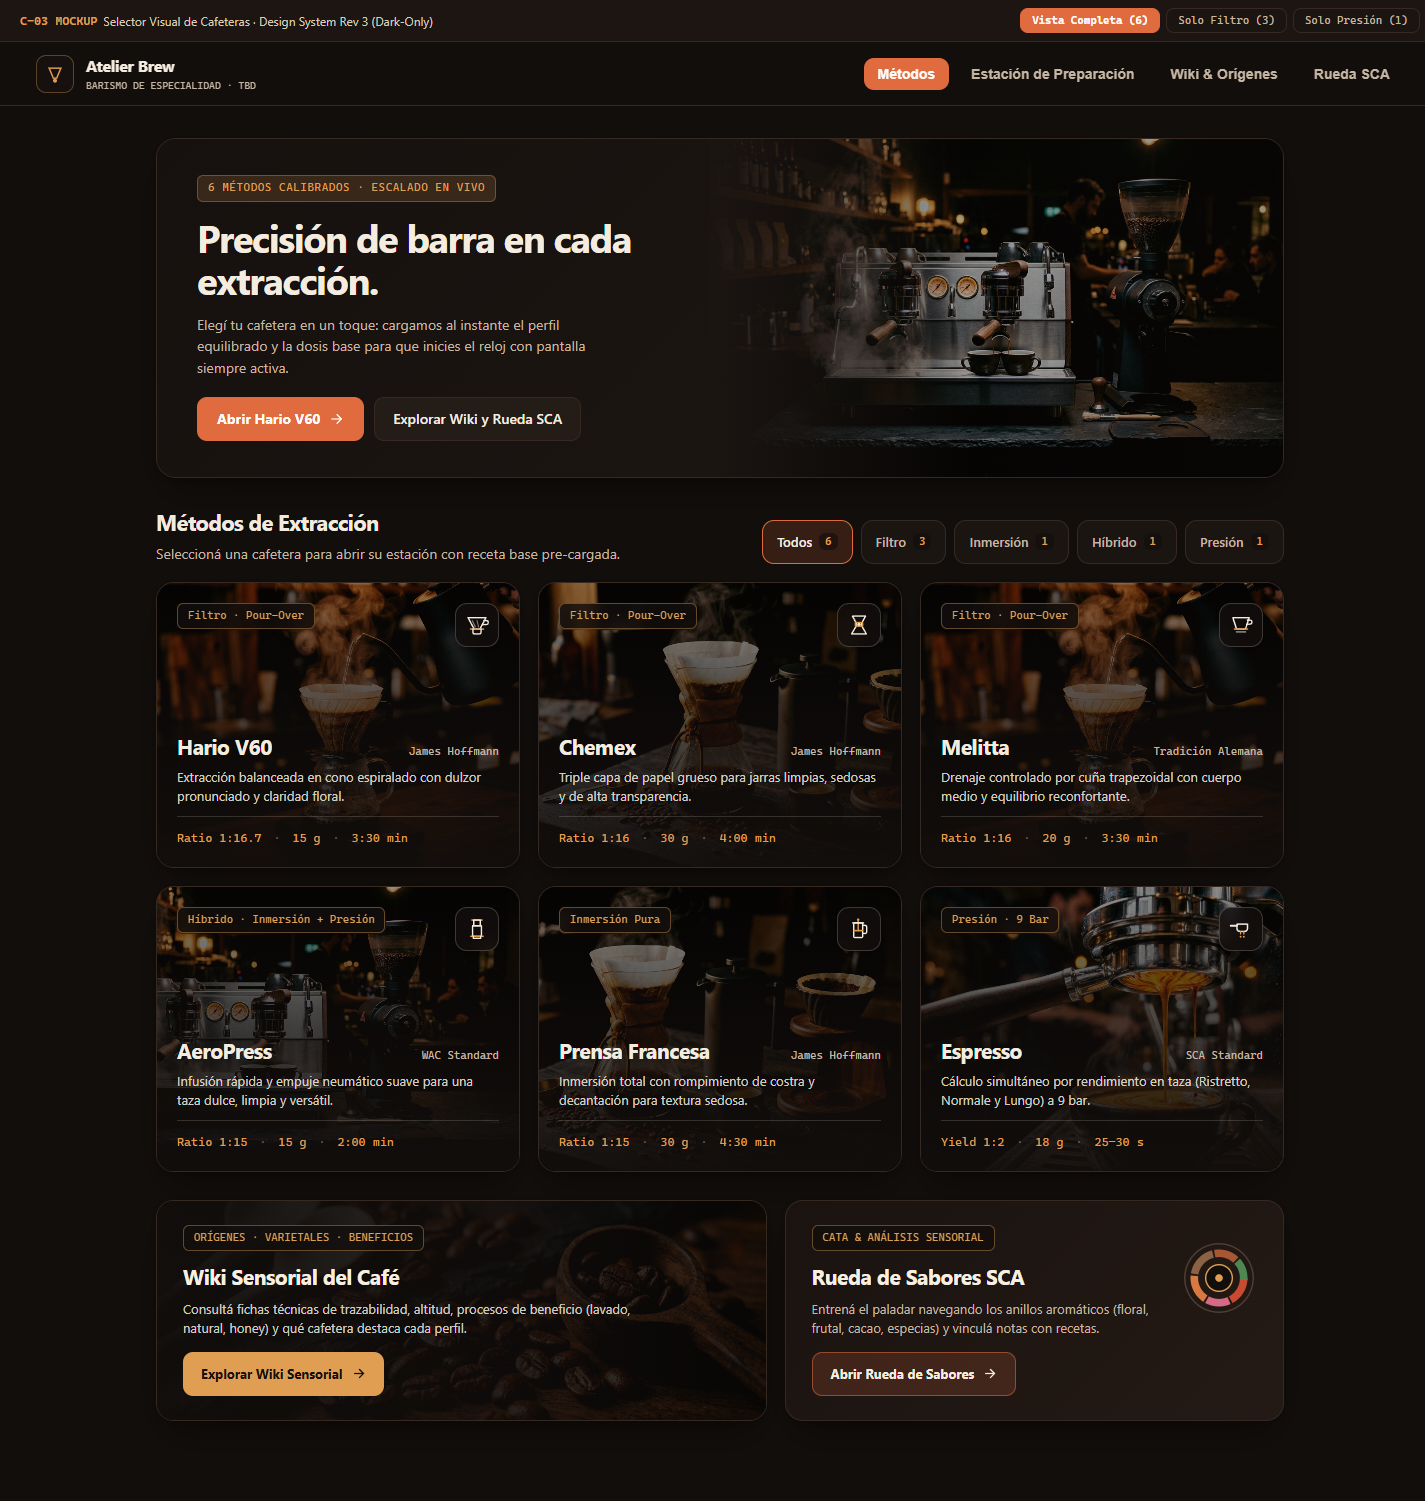 C-03 MOCKUP Selector Visual de Cafeteras · Design System Rev 3 (Dark-Only)
Vista Completa (6)
Solo Filtro (3)
Solo Presión (1)
Atelier Brew
BARISMO DE ESPECIALIDAD · TBD
Métodos
Estación de Preparación
Wiki & Orígenes
Rueda SCA
6 MÉTODOS CALIBRADOS · ESCALADO EN VIVO
Precisión de barra en cada
extracción.
Elegí tu cafetera en un toque: cargamos al instante el perfil
equilibrado y la dosis base para que inicies el reloj con pantalla
siempre activa.
Abrir Hario V60 →
Explorar Wiki y Rueda SCA
Métodos de Extracción
Seleccioná una cafetera para abrir su estación con receta base pre-cargada.
Todos 6
Filtro 3
Inmersión 1
Híbrido 1
Presión 1
Filtro · Pour-Over
Hario V60
James Hoffmann
Extracción balanceada en cono espiralado con dulzor
pronunciado y claridad floral.
Ratio 1:16.7 · 15 g · 3:30 min
Filtro · Pour-Over
Chemex
James Hoffmann
Triple capa de papel grueso para jarras limpias, sedosas
y de alta transparencia.
Ratio 1:16 · 30 g · 4:00 min
Filtro · Pour-Over
Melitta
Tradición Alemana
Drenaje controlado por cuña trapezoidal con cuerpo
medio y equilibrio reconfortante.
Ratio 1:16 · 20 g · 3:30 min
Híbrido · Inmersión + Presión
AeroPress
WAC Standard
Infusión rápida y empuje neumático suave para una
taza dulce, limpia y versátil.
Ratio 1:15 · 15 g · 2:00 min
Inmersión Pura
Prensa Francesa
James Hoffmann
Inmersión total con rompimiento de costra y
decantación para textura sedosa.
Ratio 1:15 · 30 g · 4:30 min
Presión · 9 Bar
Espresso
SCA Standard
Cálculo simultáneo por rendimiento en taza (Ristretto,
Normale y Lungo) a 9 bar.
Yield 1:2 · 18 g · 25–30 s
ORÍGENES · VARIETALES · BENEFICIOS
Wiki Sensorial del Café
Consultá fichas técnicas de trazabilidad, altitud, procesos de beneficio (lavado,
natural, honey) y qué cafetera destaca cada perfil.
Explorar Wiki Sensorial →
CATA & ANÁLISIS SENSORIAL
Rueda de Sabores SCA
Entrená el paladar navegando los anillos aromáticos (floral,
frutal, cacao, especias) y vinculá notas con recetas.
Abrir Rueda de Sabores →